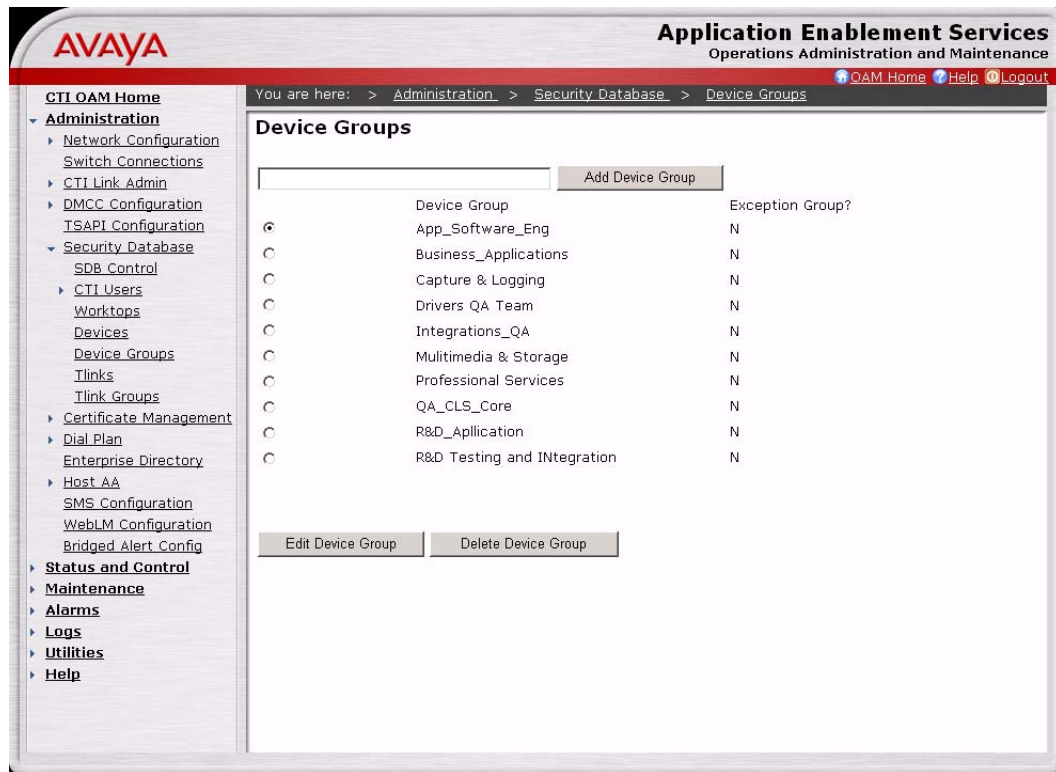 AVAYA
Application Enablement Services
Operations Administration and Maintenance
OAM Home Help Logout
CTI OAM Home
Administration
Network Configuration
Switch Connections
CTI Link Admin
DMCC Configuration
TSAPI Configuration
Security Database
SDB Control
CTI Users
Worktops
Devices
Device Groups
Tlinks
Tlink Groups
Certificate Management
Dial Plan
Enterprise Directory
Host AA
SMS Configuration
WebLM Configuration
Bridged Alert Config
Status and Control
Maintenance
Alarms
Logs
Utilities
Help
You are here: > Administration > Security Database > Device Groups
Device Groups
Add Device Group
Device Group Exception Group?
App_Software_Eng N
Business_Applications N
Capture & Logging N
Drivers QA Team N
Integrations_QA N
Mulitimedia & Storage N
Professional Services N
QA_CLS_Core N
R&D_Apllication N
R&D Testing and INtegration N
Edit Device Group Delete Device Group